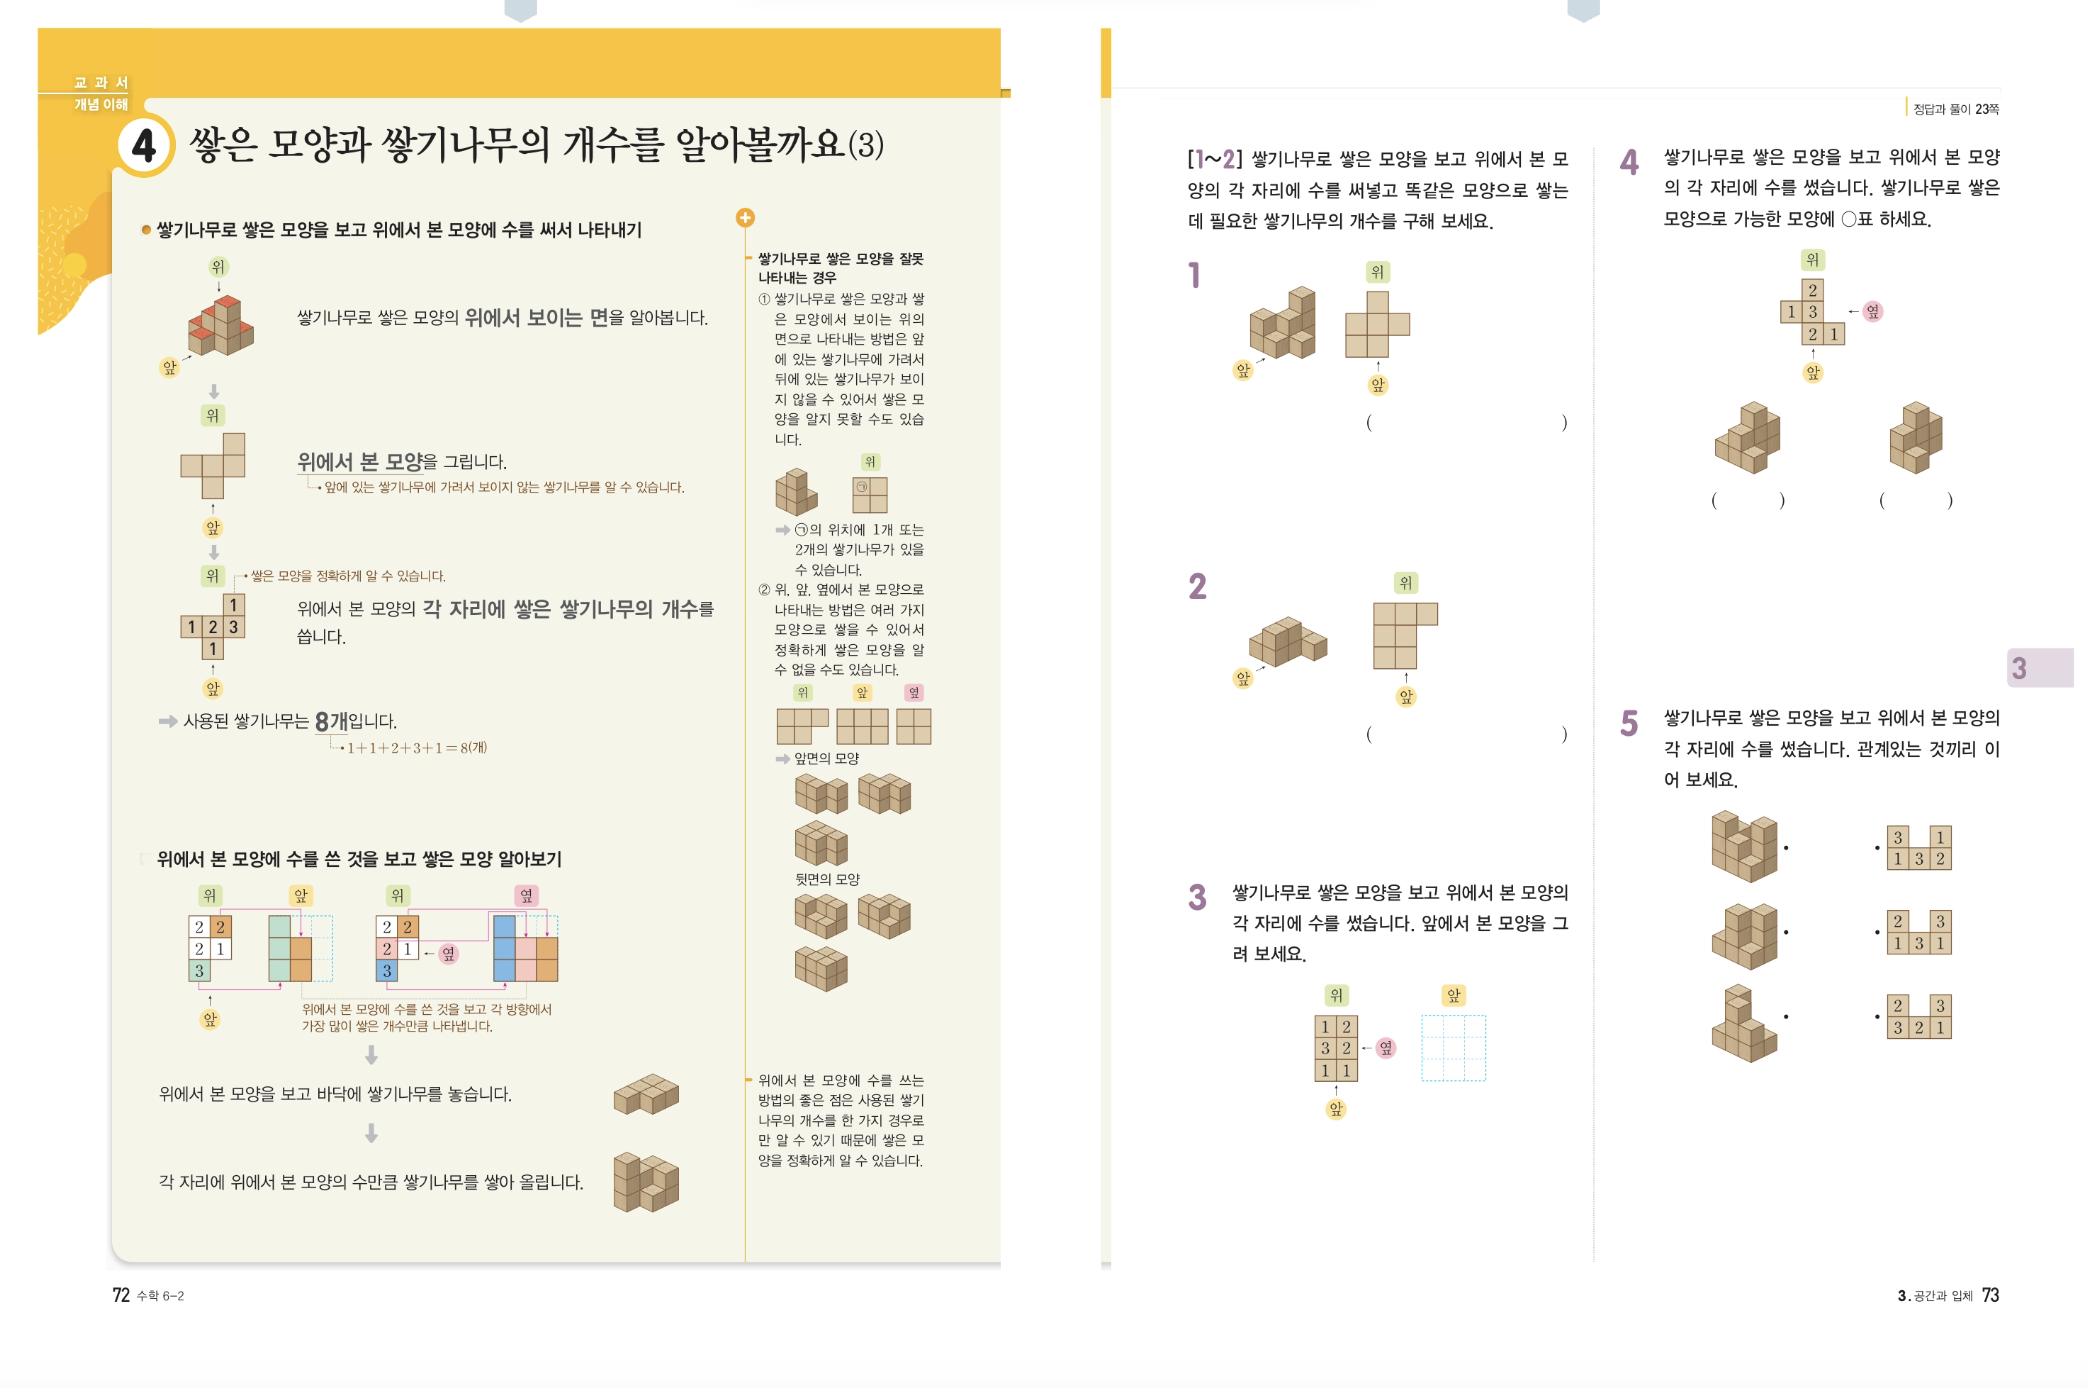 교 과 서
개념 이해
4 쌓은 모양과 쌓기나무의 개수를 알아볼까요(3)
쌓기나무로 쌓은 모양을 보고 위에서 본 모양에 수를 써서 나타내기
위
앞
쌓기나무로 쌓은 모양의 위에서 보이는 면을 알아봅니다.
위
앞
위에서 본 모양을 그립니다.
앞에 있는 쌓기나무에 가려서 보이지 않는 쌓기나무를 알 수 있습니다.
위
쌓은 모양을 정확하게 알 수 있습니다.
1
1 2 3
1
앞
위에서 본 모양의 각 자리에 쌓은 쌓기나무의 개수를
씁니다.
사용된 쌓기나무는 8개입니다.
1+1+2+3+1=8(개)
위에서 본 모양에 수를 쓴 것을 보고 쌓은 모양 알아보기
위 앞 위 옆
2 2
2 1
3
앞
2 2
2 1
3
옆
위에서 본 모양에 수를 쓴 것을 보고 각 방향에서
가장 많이 쌓은 개수만큼 나타냅니다.
위에서 본 모양을 보고 바닥에 쌓기나무를 놓습니다.
각 자리에 위에서 본 모양의 수만큼 쌓기나무를 쌓아 올립니다.
쌓기나무로 쌓은 모양을 잘못
나타내는 경우
① 쌓기나무로 쌓은 모양과 쌓
은 모양에서 보이는 위의
면으로 나타내는 방법은 앞
에 있는 쌓기나무에 가려서
뒤에 있는 쌓기나무가 보이
지 않을 수 있어서 쌓은 모
양을 알지 못할 수도 있습
니다.
위
㉠
㉠의 위치에 1개 또는
2개의 쌓기나무가 있을
수 있습니다.
② 위, 앞, 옆에서 본 모양으로
나타내는 방법은 여러 가지
모양으로 쌓을 수 있어서
정확하게 쌓은 모양을 알
수 없을 수도 있습니다.
위 앞 옆
앞면의 모양
뒷면의 모양
위에서 본 모양에 수를 쓰는
방법의 좋은 점은 사용된 쌓기
나무의 개수를 한 가지 경우로
만 알 수 있기 때문에 쌓은 모
양을 정확하게 알 수 있습니다.
72 수학 6-2
정답과 풀이 23쪽
[1~2] 쌓기나무로 쌓은 모양을 보고 위에서 본 모
양의 각 자리에 수를 써넣고 똑같은 모양으로 쌓는
데 필요한 쌓기나무의 개수를 구해 보세요.
1
위
앞
앞
( )
2
위
앞
앞
( )
3 쌓기나무로 쌓은 모양을 보고 위에서 본 모양의
각 자리에 수를 썼습니다. 앞에서 본 모양을 그
려 보세요.
위 앞
1 2
3 2
1 1
옆
앞
4 쌓기나무로 쌓은 모양을 보고 위에서 본 모양
의 각 자리에 수를 썼습니다. 쌓기나무로 쌓은
모양으로 가능한 모양에 ○표 하세요.
위
2
1 3
2 1
옆
앞
( ) ( )
3
5 쌓기나무로 쌓은 모양을 보고 위에서 본 모양의
각 자리에 수를 썼습니다. 관계있는 것끼리 이
어 보세요.
3 1
1 3 2
2 3
1 3 1
2 3
3 2 1
3. 공간과 입체 73